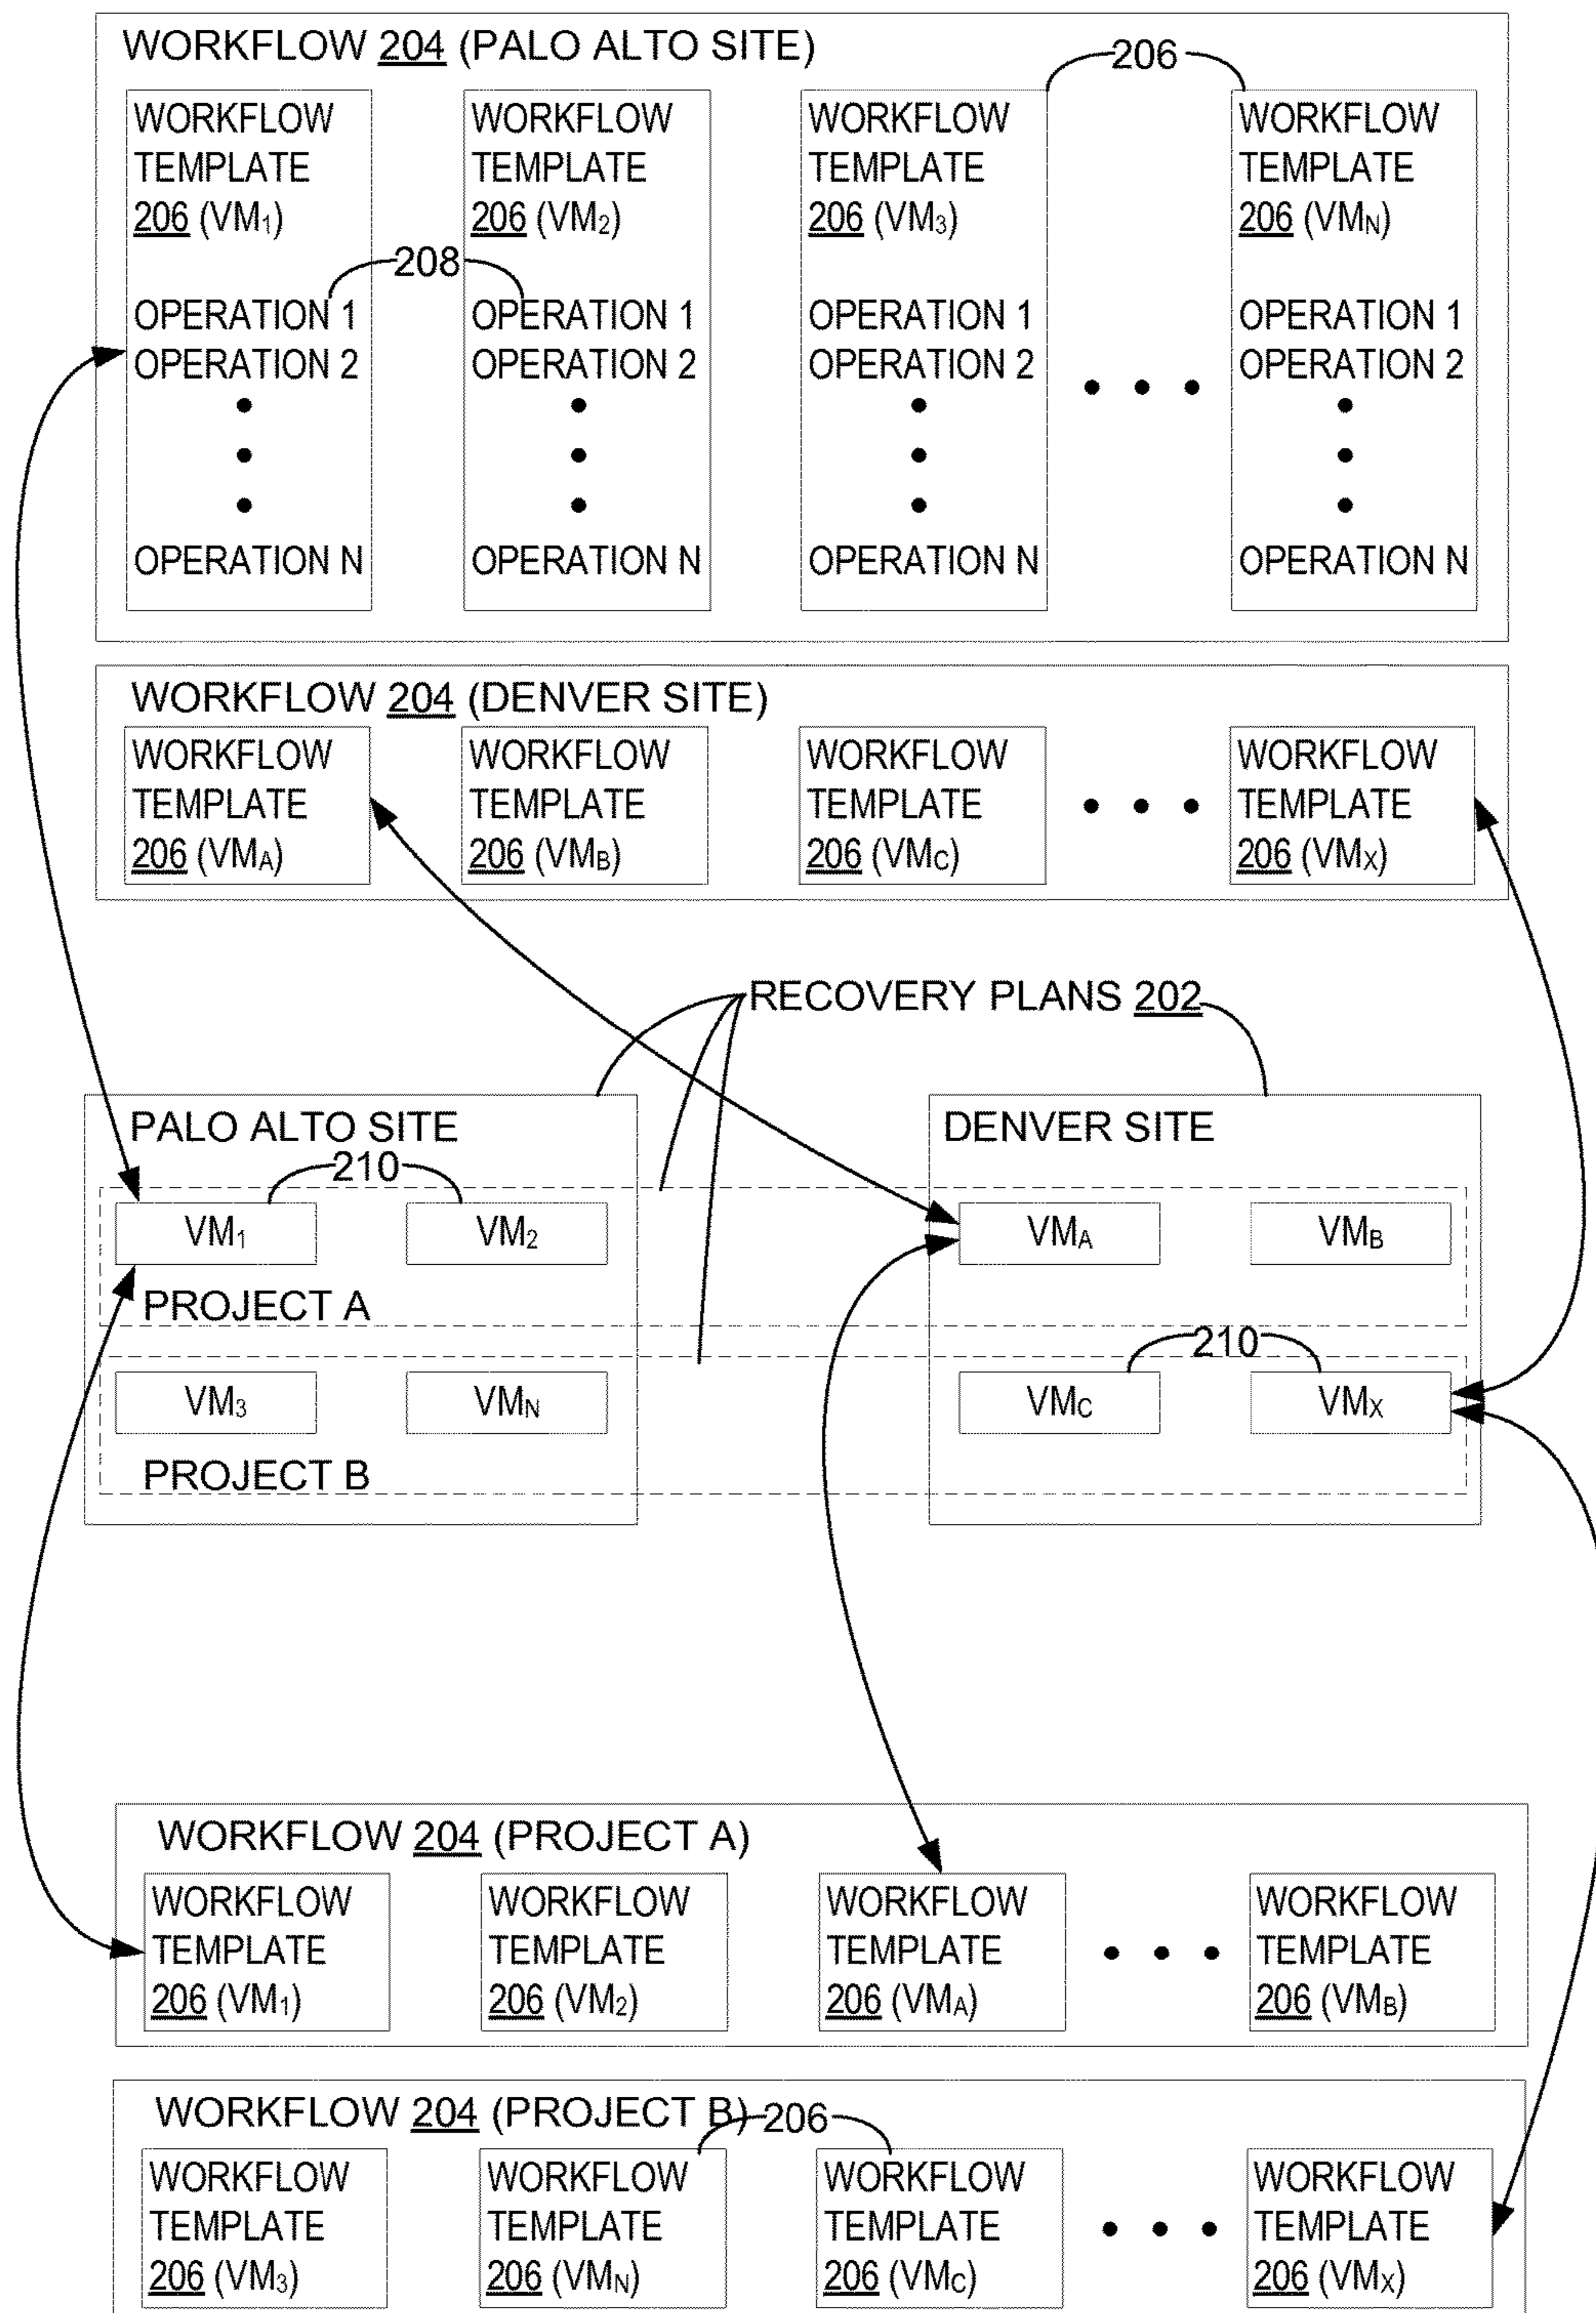 WORKFLOW 204 (PALO ALTO SITE)
206
WORKFLOW
TEMPLATE
206 (VM₁)
OPERATION 1
OPERATION 2
OPERATION N
WORKFLOW
TEMPLATE
206 (VM₂)
OPERATION 1
OPERATION 2
OPERATION N
208
WORKFLOW
TEMPLATE
206 (VM₃)
OPERATION 1
OPERATION 2
OPERATION N
WORKFLOW
TEMPLATE
206 (VMN)
OPERATION 1
OPERATION 2
OPERATION N
WORKFLOW 204 (DENVER SITE)
WORKFLOW
TEMPLATE
206 (VMA)
WORKFLOW
TEMPLATE
206 (VMB)
WORKFLOW
TEMPLATE
206 (VMC)
WORKFLOW
TEMPLATE
206 (VMX)
RECOVERY PLANS 202
PALO ALTO SITE
210
VM₁
VM₂
PROJECT A
VM₃
VMN
PROJECT B
DENVER SITE
VMA
VMB
210
VMC
VMX
WORKFLOW 204 (PROJECT A)
WORKFLOW
TEMPLATE
206 (VM₁)
WORKFLOW
TEMPLATE
206 (VM₂)
WORKFLOW
TEMPLATE
206 (VMA)
WORKFLOW
TEMPLATE
206 (VMB)
WORKFLOW 204 (PROJECT B)
206
WORKFLOW
TEMPLATE
206 (VM₃)
WORKFLOW
TEMPLATE
206 (VMN)
WORKFLOW
TEMPLATE
206 (VMC)
WORKFLOW
TEMPLATE
206 (VMX)